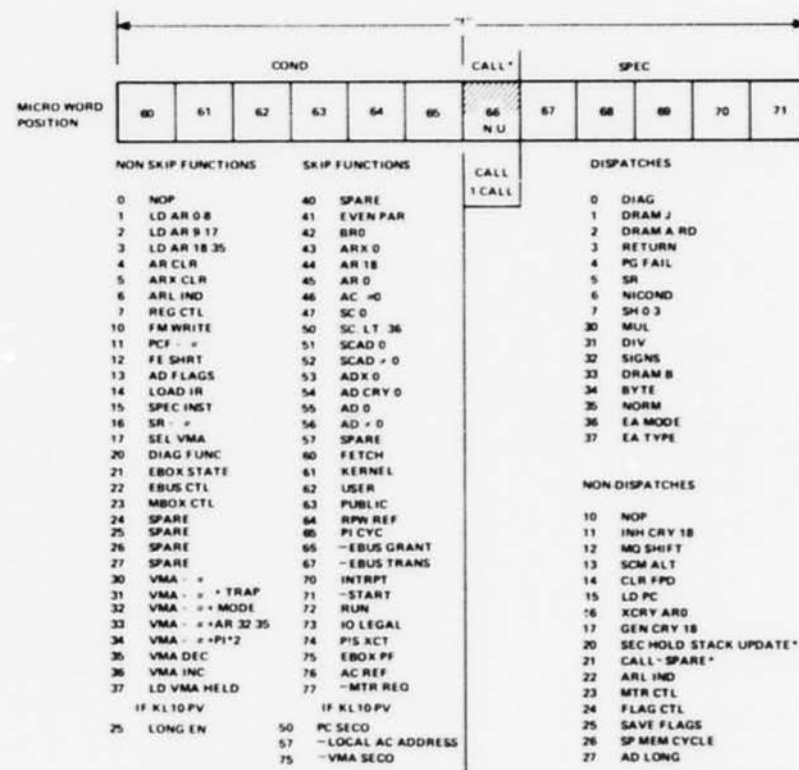 "T"
COND CALL* SPEC
MICRO WORD POSITION
60 61 62 63 64 65 66 67 68 69 70 71
N U
NON SKIP FUNCTIONS
0 NOP
1 LD AR 0 8
2 LD AR 9 17
3 LD AR 18 35
4 AR CLR
5 ARX CLR
6 ARL IND
7 REG CTL
10 FM WRITE
11 PCF - #
12 FE SHRT
13 AD FLAGS
14 LOAD IR
15 SPEC INST
16 SR - #
17 SEL VMA
20 DIAG FUNC
21 EBOX STATE
22 EBUS CTL
23 MBOX CTL
24 SPARE
25 SPARE
26 SPARE
27 SPARE
30 VMA - #
31 VMA - # + TRAP
32 VMA - # + MODE
33 VMA - # +AR 32 35
34 VMA - # +PI*2
35 VMA DEC
36 VMA INC
37 LD VMA HELD
IF KL10-PV
25 LONG EN
SKIP FUNCTIONS
40 SPARE
41 EVEN PAR
42 BR0
43 ARX 0
44 AR 18
45 AR 0
46 AC #0
47 SC 0
50 SC. LT. 36
51 SCAD 0
52 SCAD ≠ 0
53 ADX 0
54 AD CRY 0
55 AD 0
56 AD ≠ 0
57 SPARE
60 FETCH
61 KERNEL
62 USER
63 PUBLIC
64 RPW REF
65 PI CYC
65 -EBUS GRANT
67 -EBUS TRANS
70 INTRPT
71 -START
72 RUN
73 IO LEGAL
74 P!S XCT
75 EBOX PF
76 AC REF
77 -MTR REQ
IF KL10 PV
50 PC SEC0
57 -LOCAL AC ADDRESS
75 -VMA SEC0
CALL
1 CALL
DISPATCHES
0 DIAG
1 DRAM J
2 DRAM A RD
3 RETURN
4 PG FAIL
5 SR
6 NICOND
7 SH 0 3
30 MUL
31 DIV
32 SIGNS
33 DRAM B
34 BYTE
35 NORM
36 EA MODE
37 EA TYPE
NON-DISPATCHES
10 NOP
11 INH CRY 18
12 MQ SHIFT
13 SCM ALT
14 CLR FPD
15 LD PC
16 XCRY AR0
17 GEN CRY 18
20 SEC HOLD STACK UPDATE*
21 CALL - SPARE*
22 ARL IND
23 MTR CTL
24 FLAG CTL
25 SAVE FLAGS
26 SP MEM CYCLE
27 AD LONG